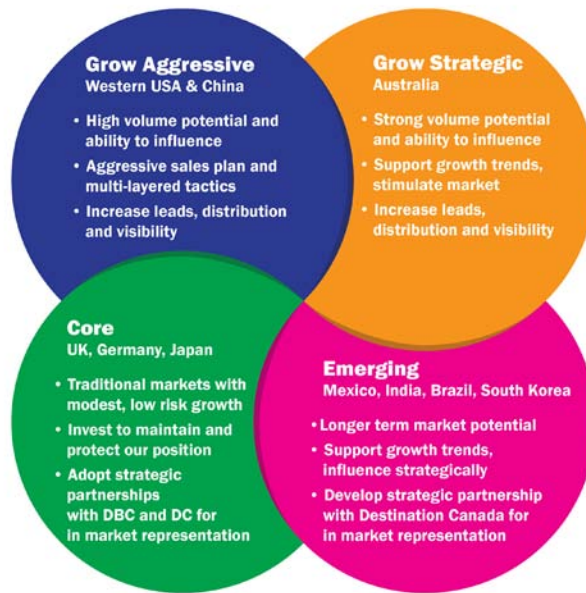 Grow Aggressive
Western USA & China
• High volume potential and
ability to influence
• Aggressive sales plan and
multi-layered tactics
• Increase leads, distribution
and visibility
Grow Strategic
Australia
• Strong volume potential
and ability to influence
• Support growth trends,
stimulate market
• Increase leads,
distribution and visibility
Core
UK, Germany, Japan
• Traditional markets with
modest, low risk growth
• Invest to maintain and
protect our position
• Adopt strategic
partnerships
with DBC and DC for
in market representation
Emerging
Mexico, India, Brazil, South Korea
•Longer term market potential
• Support growth trends,
influence strategically
• Develop strategic partnership
with Destination Canada for
in market representation